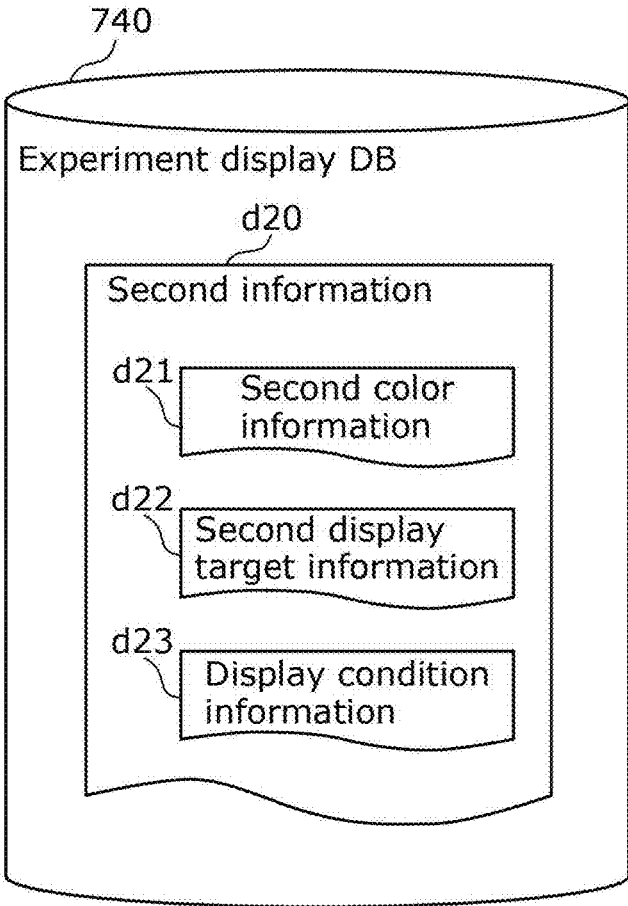 740
Experiment display DB
d20
Second information
d21
Second color
information
d22
Second display
target information
d23
Display condition
information